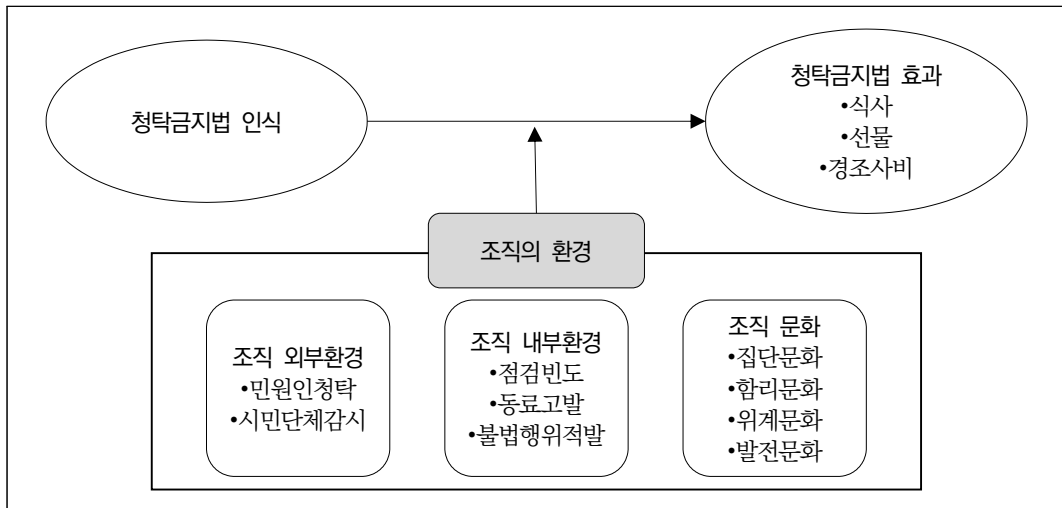 청탁금지법 인식
청탁금지법 효과
•식사
•선물
•경조사비
조직의 환경
조직 외부환경
•민원인청탁
•시민단체감시
조직 내부환경
•점검빈도
•동료고발
•불법행위적발
조직 문화
•집단문화
•합리문화
•위계문화
•발전문화